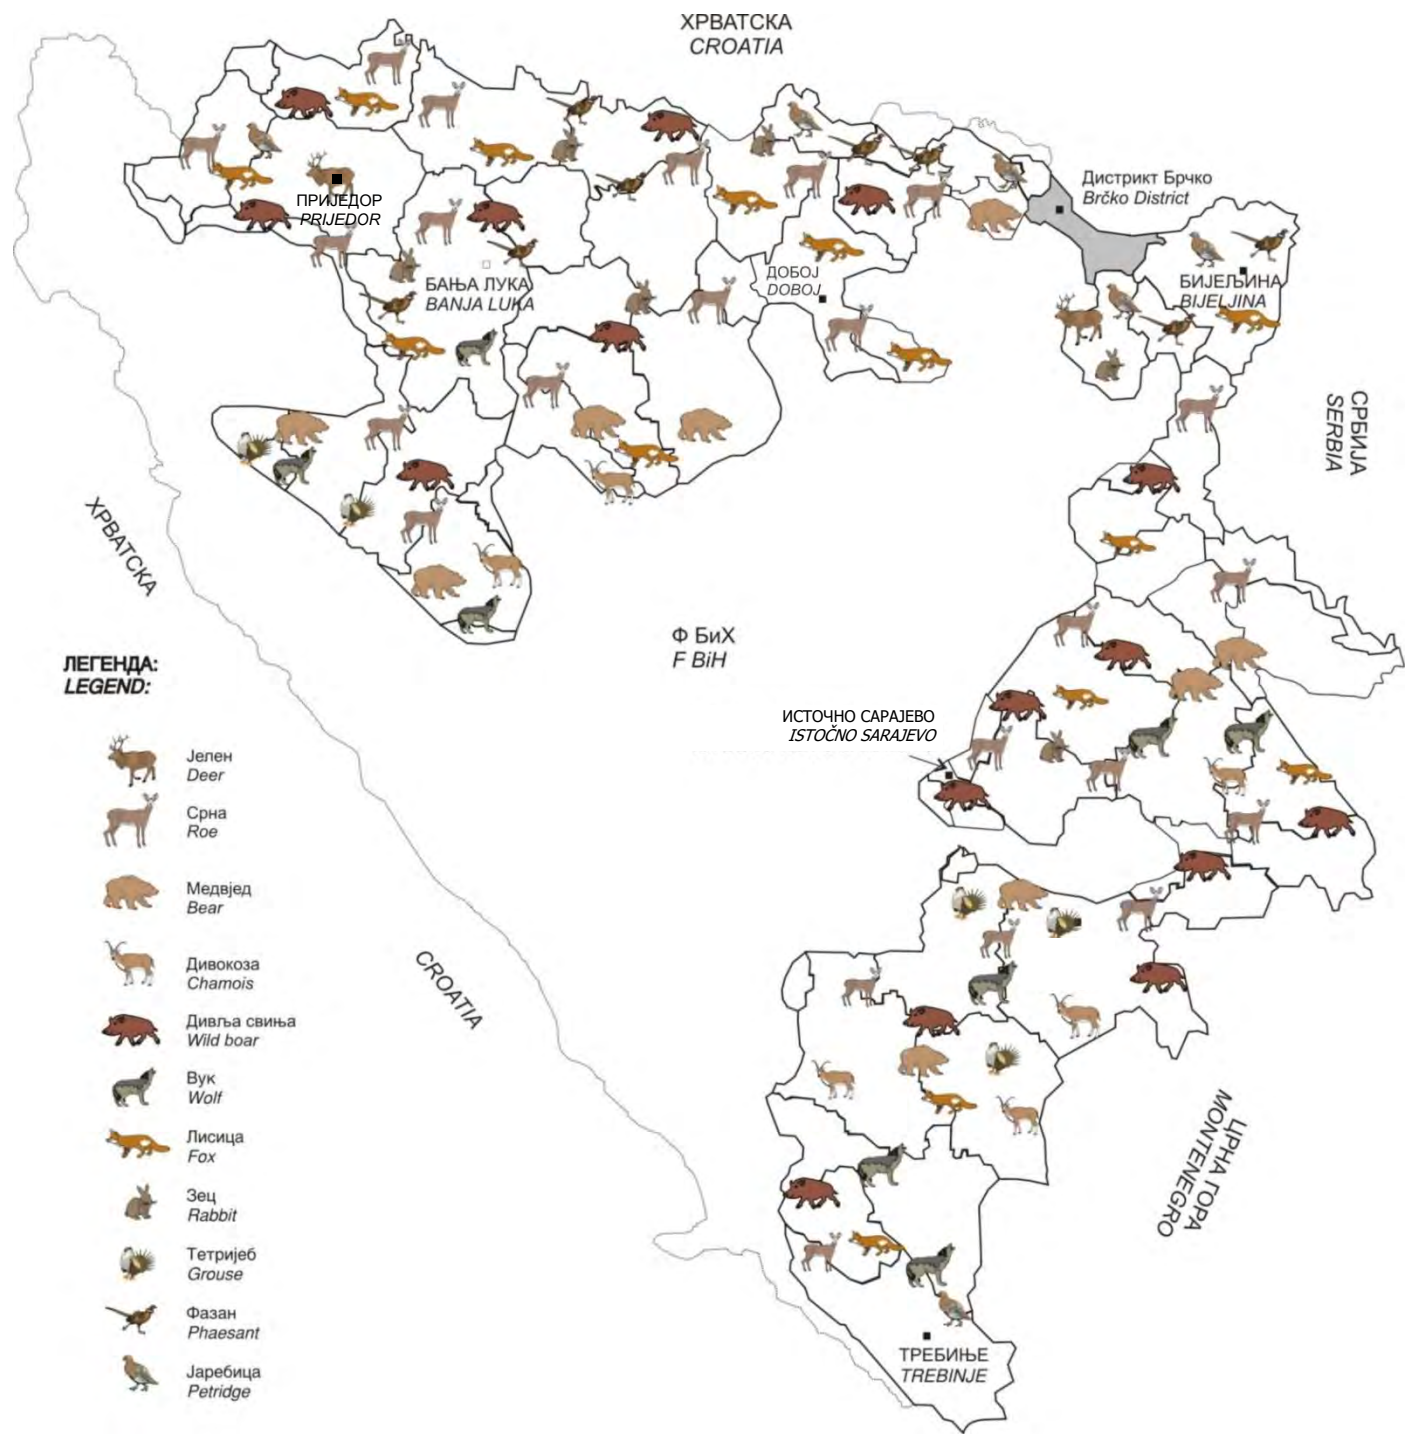 ХРВАТСКА
CROATIA
Дистрикт Брчко
Brčko District
ПРИЈЕДОР
PRIJEDOR
БАЊА ЛУКА
BANJA LUKA
ДОБОЈ
DOBOJ
БИЈЕЉИНА
BIJELJINA
СРБИЈА
SERBIA
ХРВАТСКА
CROATIA
Ф БиХ
F BiH
ИСТОЧНО САРАЈЕВО
ISTOČNO SARAJEVO
ЦРНА ГОРА
MONTENEGRO
ТРЕБИЊЕ
TREBINJE
ЛЕГЕНДА:
LEGEND:
Јелен
Deer
Срна
Roe
Медвјед
Bear
Дивокоза
Chamois
Дивља свиња
Wild boar
Вук
Wolf
Лисица
Fox
Зец
Rabbit
Тетријеб
Grouse
Фазан
Phaesant
Јаребица
Petridge